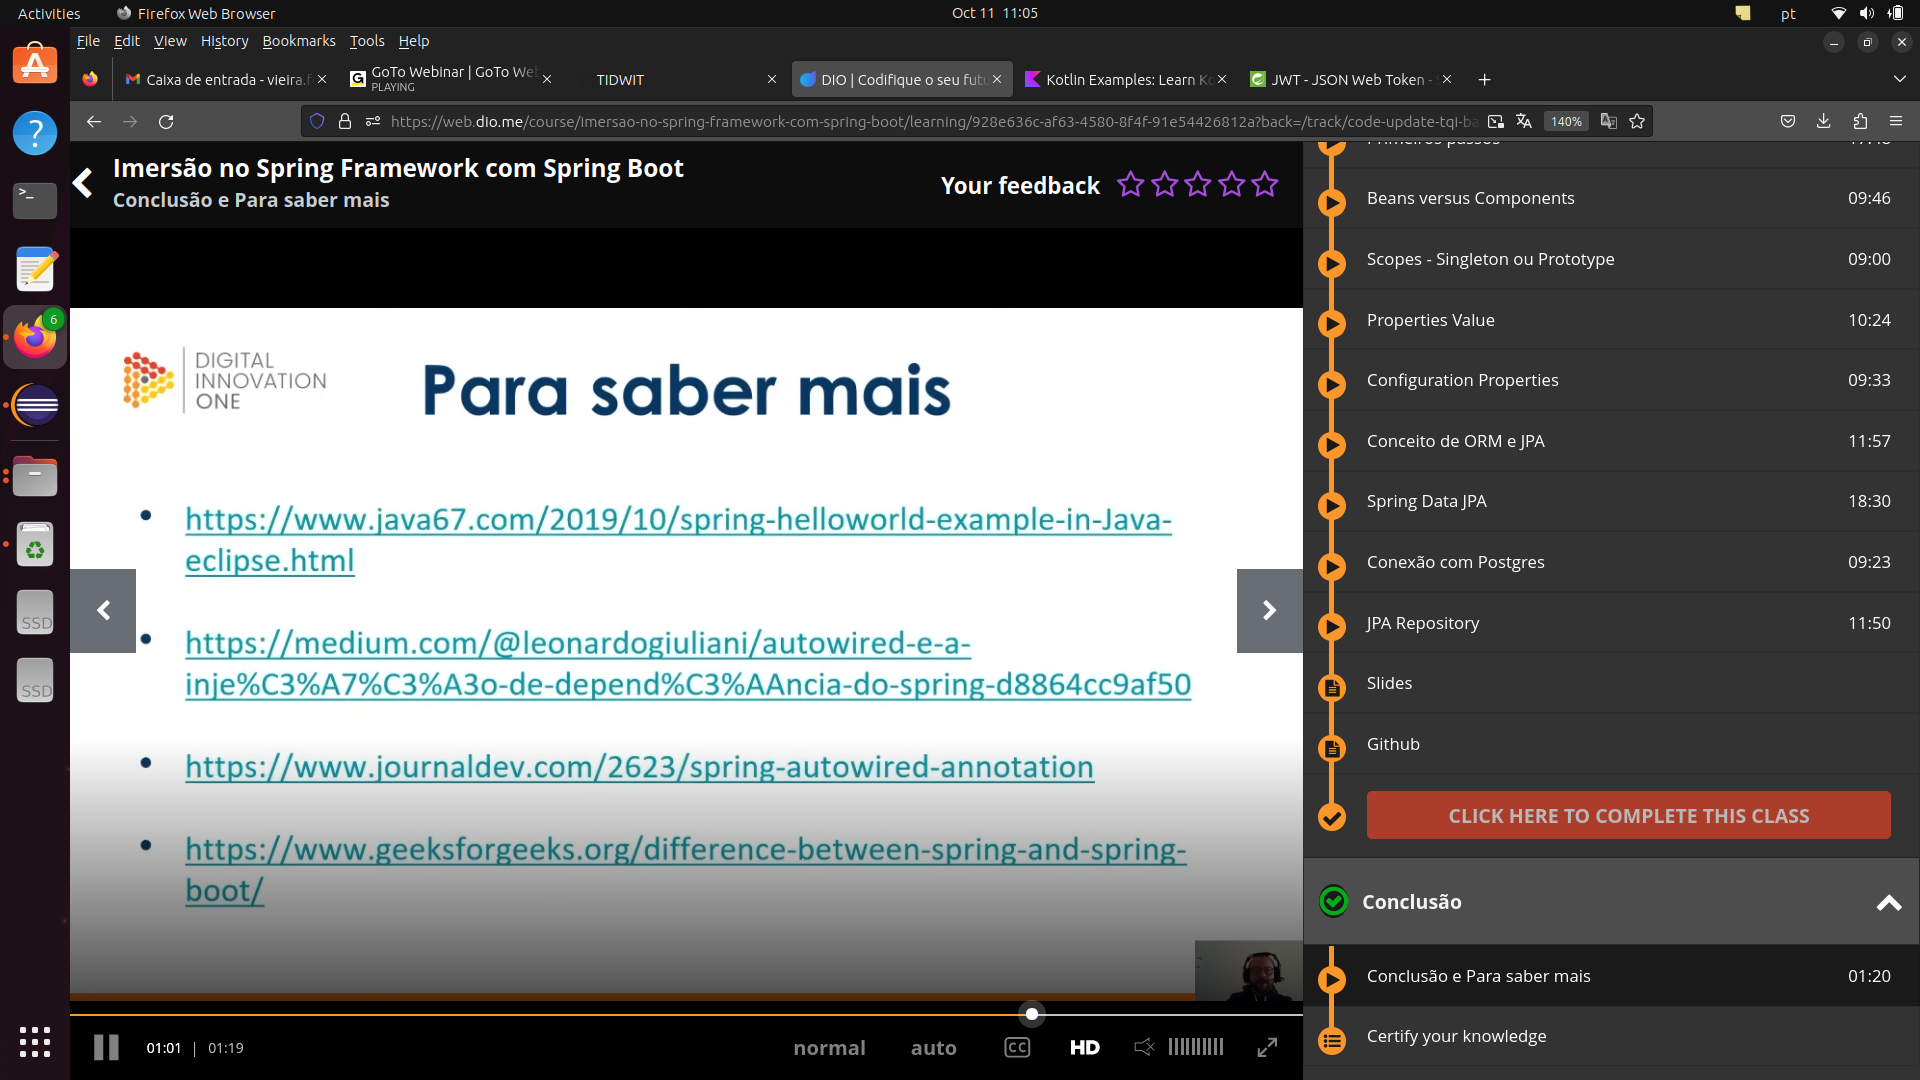 Activities
Firefox Web Browser
Oct 11 11:05
pt
File Edit View History Bookmarks Tools Help
Caixa de entrada - vieira.f
GoTo Webinar | GoTo We
PLAYING
TIDWIT
DIO | Codifique o seu futu
Kotlin Examples: Learn Ko
JWT - JSON Web Token -
https://web.dio.me/course/imersao-no-spring-framework-com-spring-boot/learning/928e636c-af63-4580-8f4f-91e54426812a?back=/track/code-update-tqi-ba
140%
Imersão no Spring Framework com Spring Boot
Conclusão e Para saber mais
Your feedback
DIGITAL
INNOVATION
ONE
Para saber mais
https://www.java67.com/2019/10/spring-helloworld-example-in-Java-
eclipse.html
https://medium.com/@leonardogiuliani/autowired-e-a-
inje%C3%A7%C3%A3o-de-depend%C3%AAncia-do-spring-d8864cc9af50
https://www.journaldev.com/2623/spring-autowired-annotation
https://www.geeksforgeeks.org/difference-between-spring-and-spring-
boot/
01:01 | 01:19
normal
auto
CC
HD
Primeiros passos 17:48
Beans versus Components 09:46
Scopes - Singleton ou Prototype 09:00
Properties Value 10:24
Configuration Properties 09:33
Conceito de ORM e JPA 11:57
Spring Data JPA 18:30
Conexão com Postgres 09:23
JPA Repository 11:50
Slides
Github
CLICK HERE TO COMPLETE THIS CLASS
Conclusão
Conclusão e Para saber mais 01:20
Certify your knowledge
6
SSD
SSD